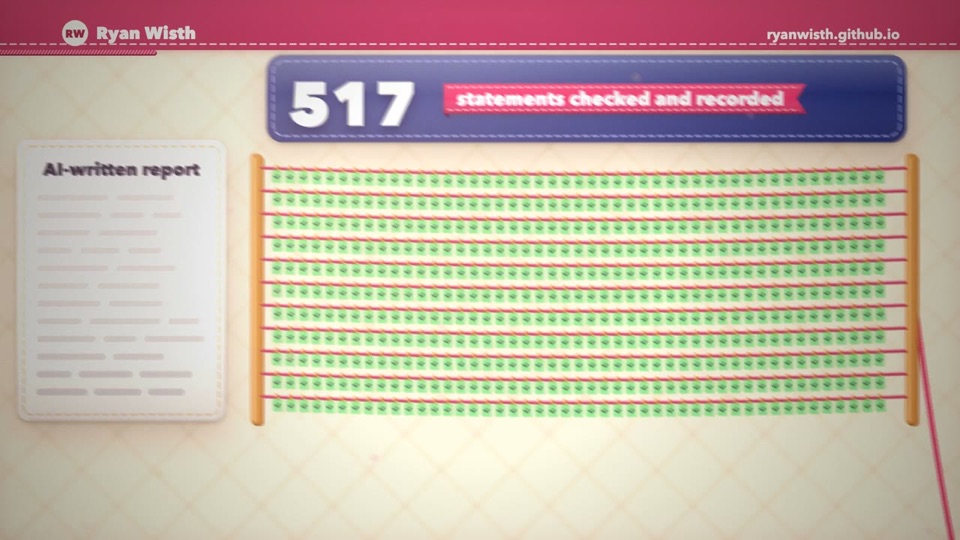 RW Ryan Wisth
ryanwisth.github.io
517 statements checked and recorded
AI-written report